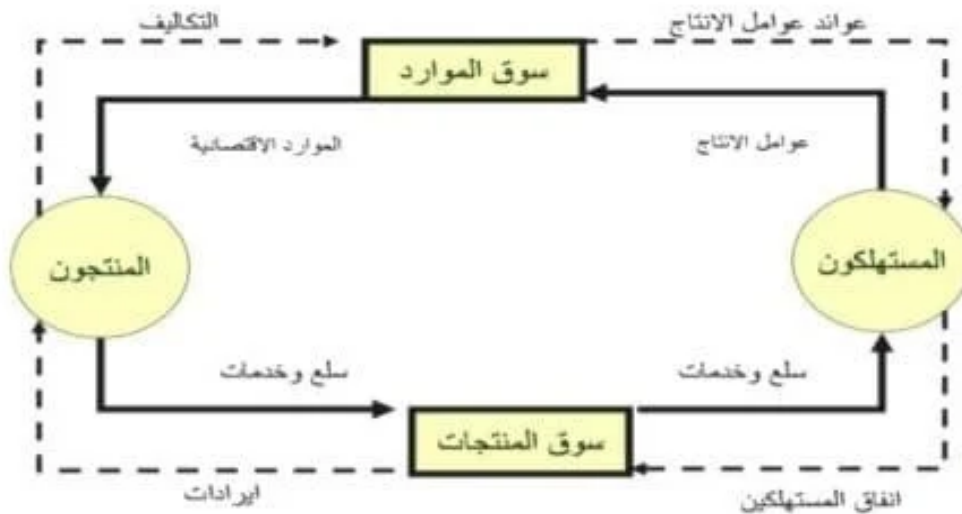 عوائد عوامل الانتاج
التكاليف
سوق الموارد
عوامل الانتاج
الموارد الاقتصادية
المستهلكون
المنتجون
سلع وخدمات
سلع وخدمات
سوق المنتجات
انفاق المستهلكين
ايرادات